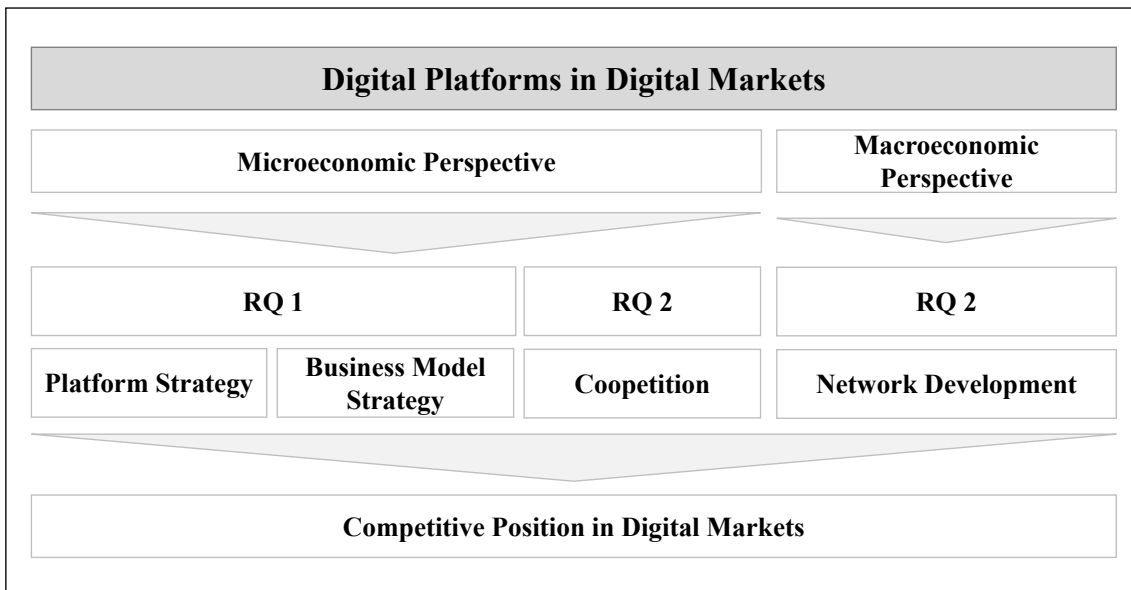 Digital Platforms in Digital Markets
Microeconomic Perspective
Macroeconomic
Perspective
RQ 1
RQ 2
RQ 2
Platform Strategy
Business Model
Strategy
Coopetition
Network Development
Competitive Position in Digital Markets